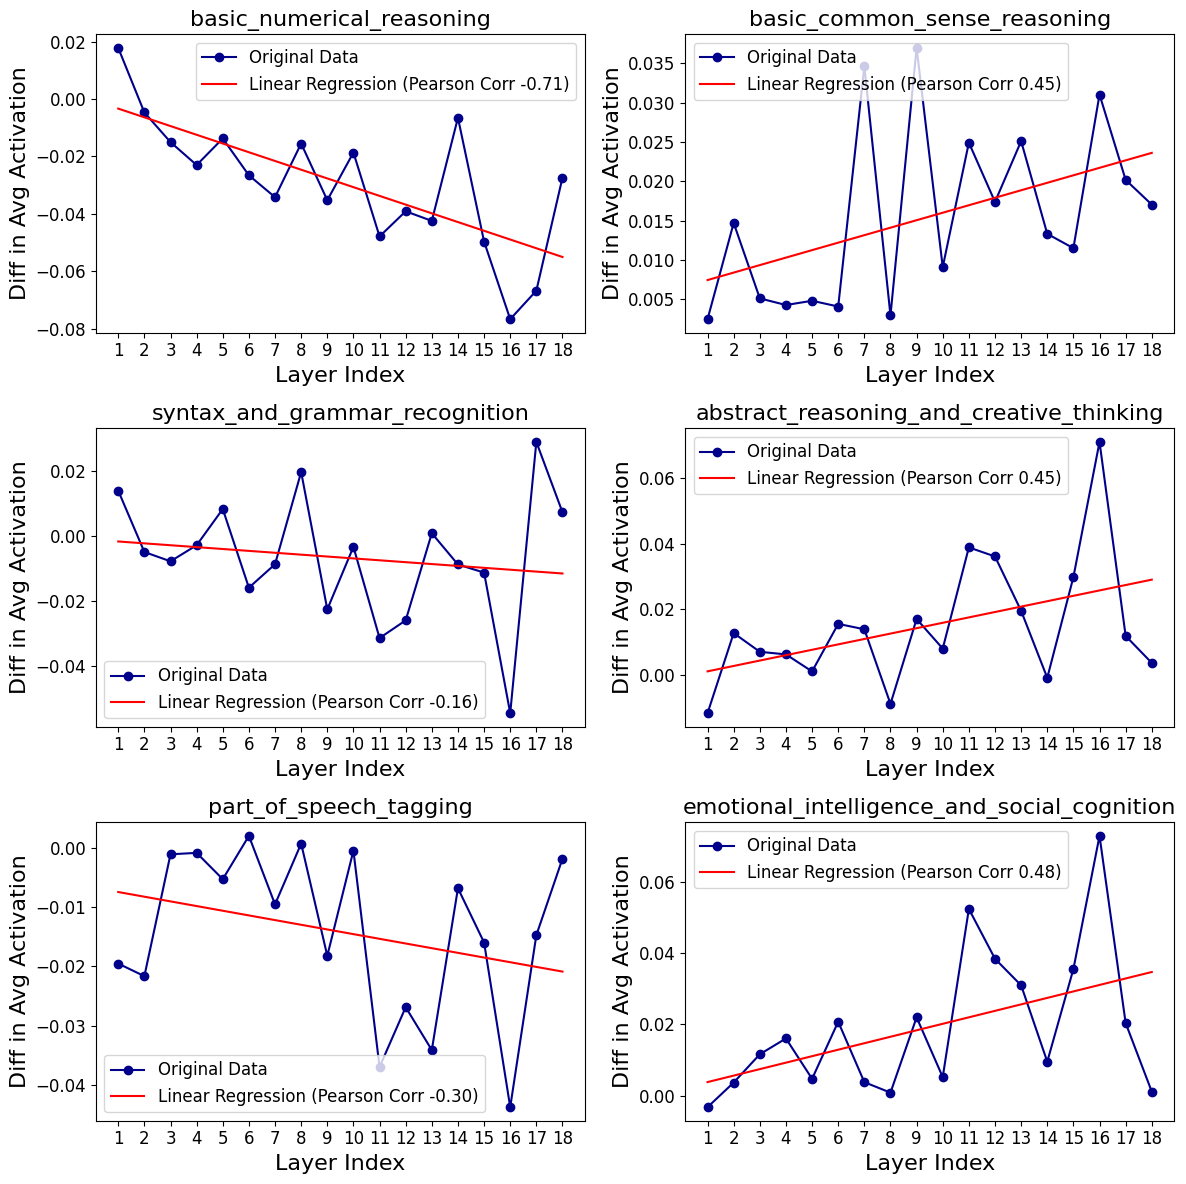 basic_numerical_reasoning
Original Data
Linear Regression (Pearson Corr -0.71)
Diff in Avg Activation
0.02
0.00
−0.02
−0.04
−0.06
−0.08
1 2 3 4 5 6 7 8 9 10 11 12 13 14 15 16 17 18
Layer Index
basic_common_sense_reasoning
Original Data
Linear Regression (Pearson Corr 0.45)
Diff in Avg Activation
0.035
0.030
0.025
0.020
0.015
0.010
0.005
1 2 3 4 5 6 7 8 9 10 11 12 13 14 15 16 17 18
Layer Index
syntax_and_grammar_recognition
Diff in Avg Activation
0.02
0.00
−0.02
−0.04
Original Data
Linear Regression (Pearson Corr -0.16)
1 2 3 4 5 6 7 8 9 10 11 12 13 14 15 16 17 18
Layer Index
abstract_reasoning_and_creative_thinking
Original Data
Linear Regression (Pearson Corr 0.45)
Diff in Avg Activation
0.06
0.04
0.02
0.00
1 2 3 4 5 6 7 8 9 10 11 12 13 14 15 16 17 18
Layer Index
part_of_speech_tagging
Diff in Avg Activation
0.00
−0.01
−0.02
−0.03
−0.04
Original Data
Linear Regression (Pearson Corr -0.30)
1 2 3 4 5 6 7 8 9 10 11 12 13 14 15 16 17 18
Layer Index
emotional_intelligence_and_social_cognition
Original Data
Linear Regression (Pearson Corr 0.48)
Diff in Avg Activation
0.06
0.04
0.02
0.00
1 2 3 4 5 6 7 8 9 10 11 12 13 14 15 16 17 18
Layer Index